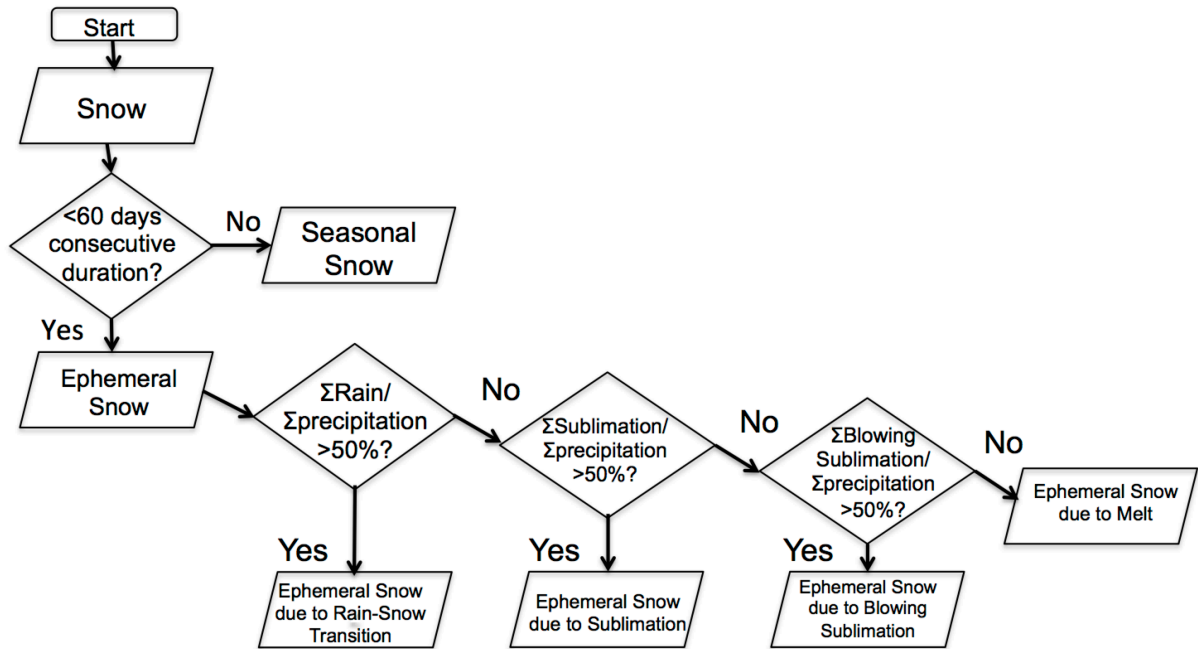 Start
Snow
<60 days
consecutive
duration?
No
Seasonal
Snow
Yes
Ephemeral
Snow
ΣRain/
Σprecipitation
>50%?
No
ΣSublimation/
Σprecipitation
>50%?
No
ΣBlowing
Sublimation/
Σprecipitation
>50%?
No
Ephemeral Snow
due to Melt
Yes
Ephemeral Snow
due to Rain-Snow
Transition
Yes
Ephemeral Snow
due to Sublimation
Yes
Ephemeral Snow
due to Blowing
Sublimation